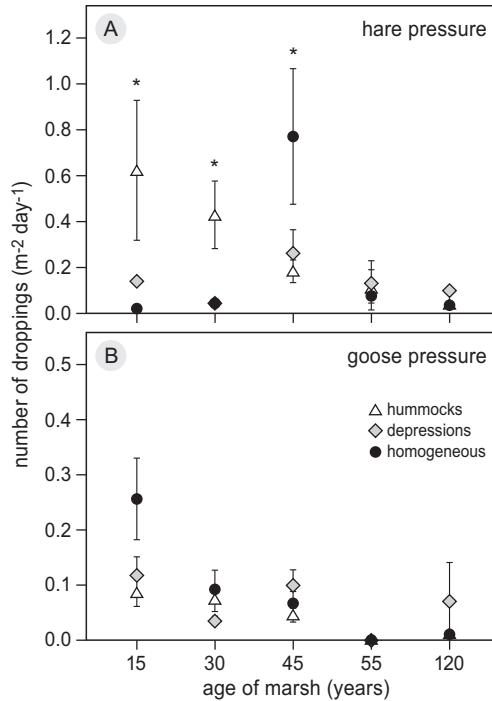 A
hare pressure
1.2
1.0
0.8
0.6
0.4
0.2
0.0
*
*
*
number of droppings (m-2 day-1)
B
goose pressure
0.5
0.4
0.3
0.2
0.1
0.0
hummocks
depressions
homogeneous
15 30 45 55 120
age of marsh (years)